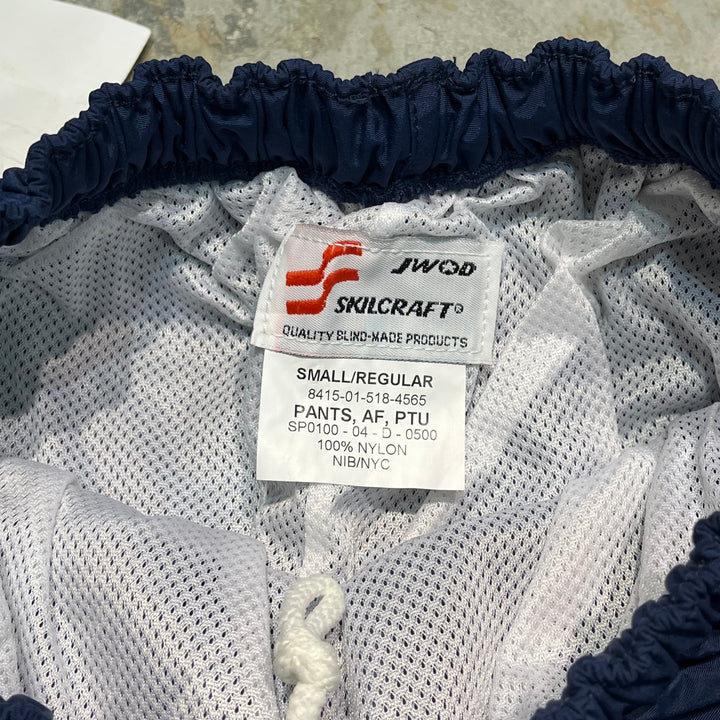 JWOD
SKILCRAFT®
QUALITY BLIND-MADE PRODUCTS
SMALL/REGULAR
8415-01-518-4565
PANTS, AF, PTU
SP0100 - 04 - D - 0500
100% NYLON
NIB/NYC